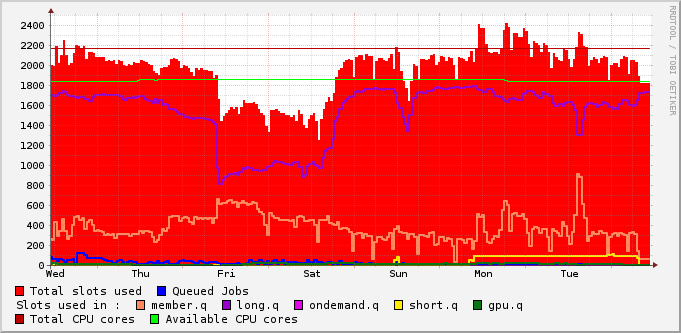 RRDTOOL / TOBI OETIKER
2400
2200
2000
1800
1600
1400
1200
1000
800
600
400
200
0
Wed Thu Fri Sat Sun Mon Tue
Total slots used Queued Jobs
Slots used in : member.q long.q ondemand.q short.q gpu.q
Total CPU cores Available CPU cores